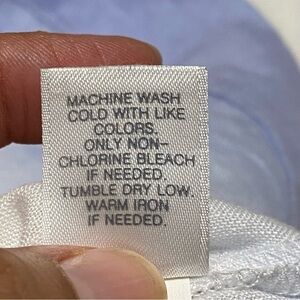 MACHINE WASH
COLD WITH LIKE
COLORS.
ONLY NON-
CHLORINE BLEACH
IF NEEDED.
TUMBLE DRY LOW.
WARM IRON
IF NEEDED.